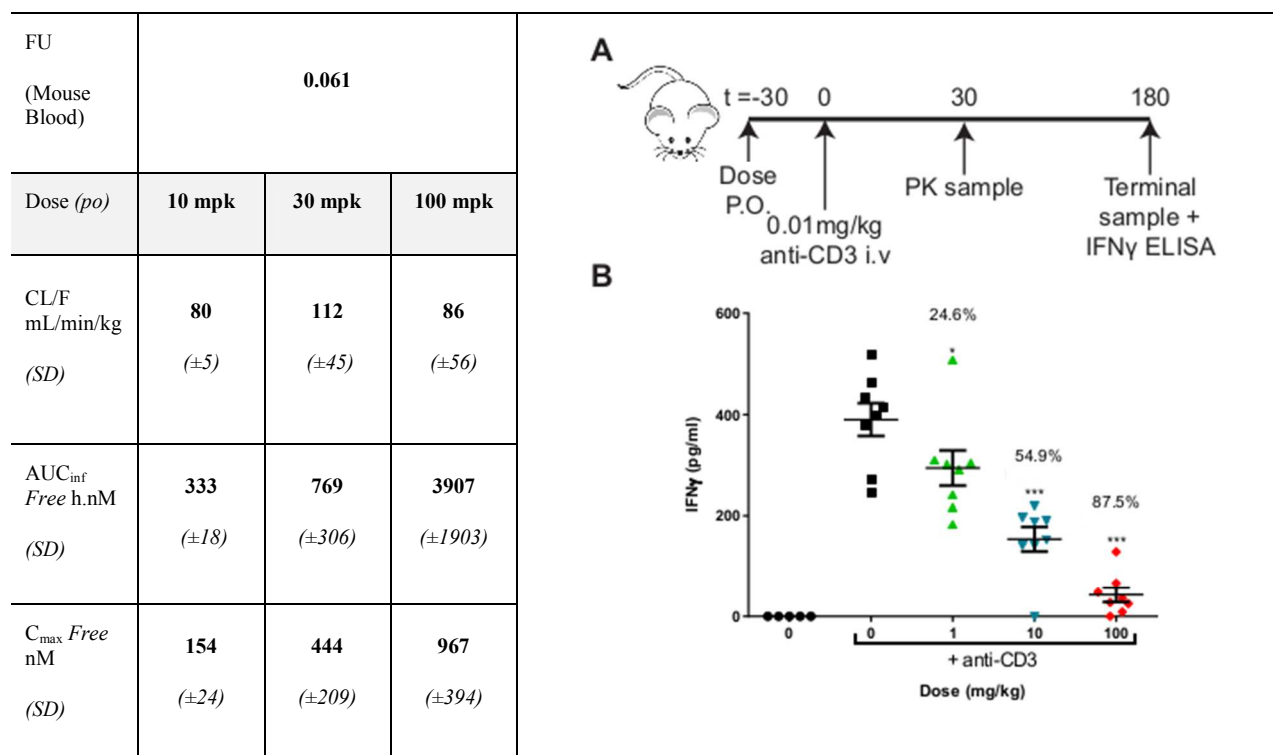 FU
(Mouse
Blood)
0.061
Dose (po)
10 mpk
30 mpk
100 mpk
CL/F
mL/min/kg
(SD)
80
(±5)
112
(±45)
86
(±56)
AUCinf
Free h.nM
(SD)
333
(±18)
769
(±306)
3907
(±1903)
Cmax Free
nM
(SD)
154
(±24)
444
(±209)
967
(±394)
A
t =-30 0 30 180
Dose
P.O.
0.01mg/kg
anti-CD3 i.v
PK sample
Terminal
sample +
IFNγ ELISA
B
600
400
200
0
IFNγ (pg/ml)
24.6%
*
54.9%
***
87.5%
***
0 0 1 10 100
+ anti-CD3
Dose (mg/kg)